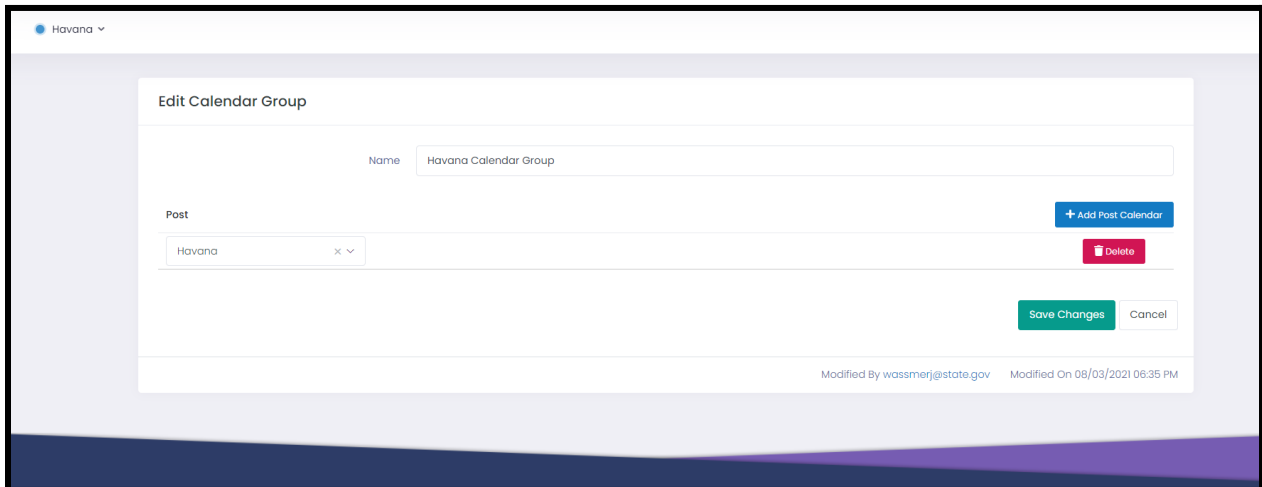 Havana
Edit Calendar Group
Name Havana Calendar Group
Post + Add Post Calendar
Havana Delete
Save Changes Cancel
Modified By wassmerj@state.gov Modified On 08/03/2021 06:35 PM